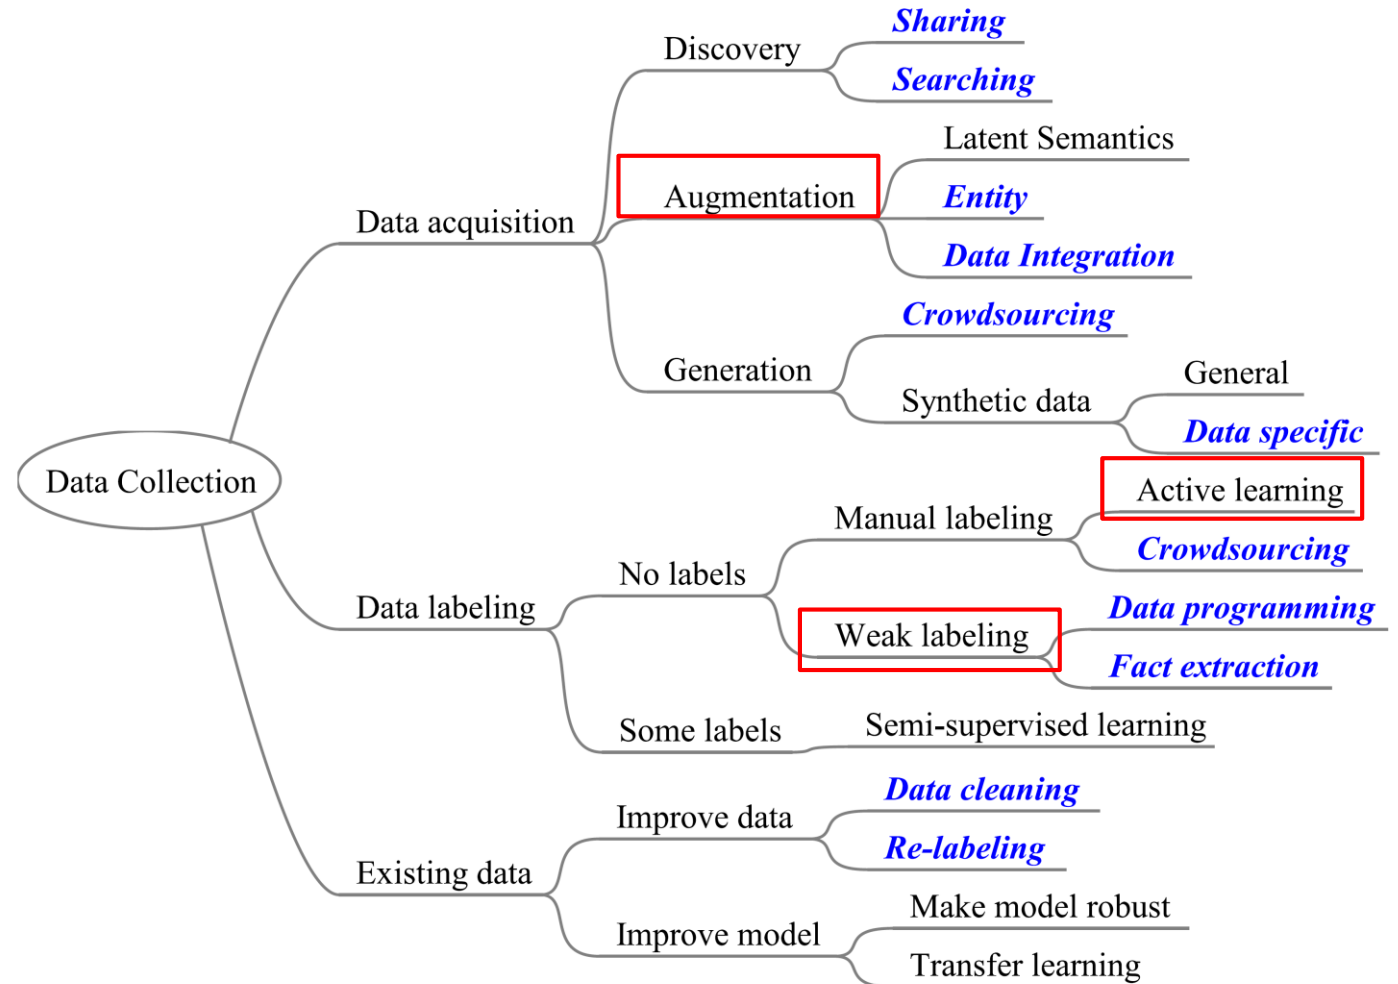 Sharing
Discovery
Searching
Latent Semantics
Augmentation
Entity
Data acquisition
Data Integration
Crowdsourcing
Generation
General
Synthetic data
Data specific
Data Collection
Active learning
Manual labeling
Crowdsourcing
No labels
Data programming
Data labeling
Weak labeling
Fact extraction
Some labels
Semi-supervised learning
Data cleaning
Improve data
Re-labeling
Existing data
Make model robust
Improve model
Transfer learning